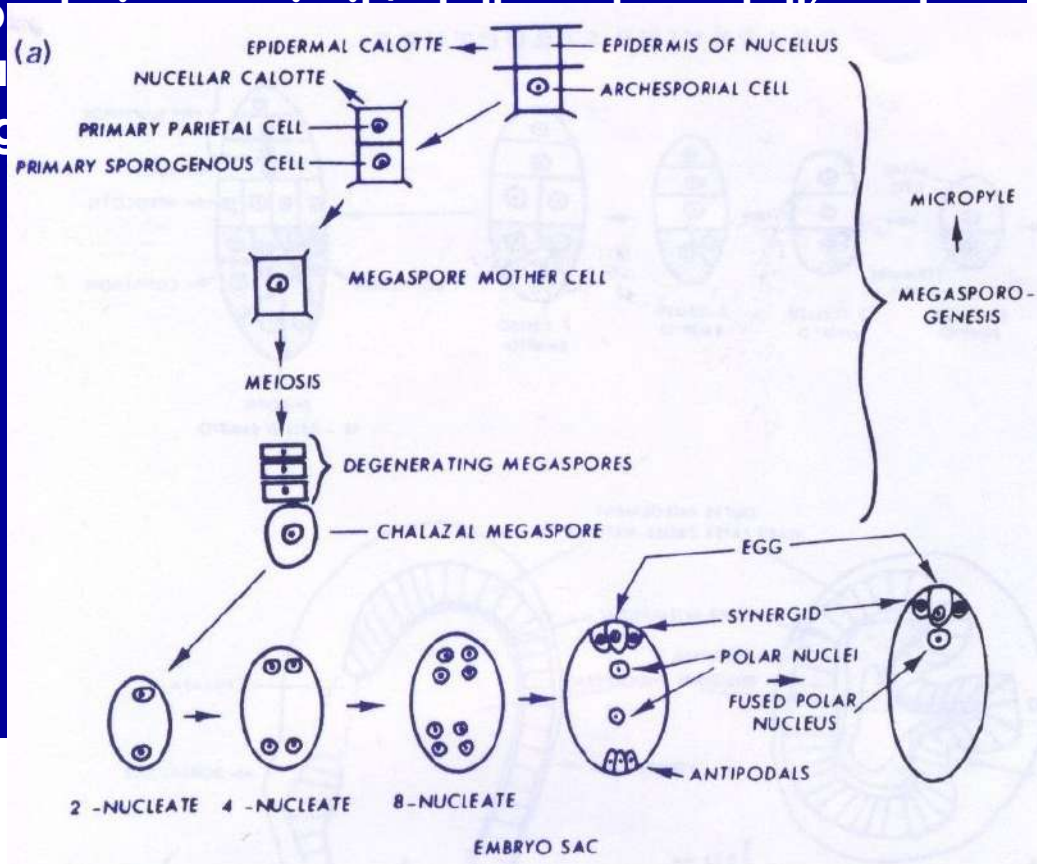 (a)
EPIDERMAL CALOTTE
EPIDERMIS OF NUCELLUS
NUCELLAR CALOTTE
ARCHESPORIAL CELL
PRIMARY PARIETAL CELL
PRIMARY SPOROGENOUS CELL
MICROPYLE
MEGASPORE MOTHER CELL
MEGASPORO-
GENESIS
MEIOSIS
DEGENERATING MEGASPORES
CHALAZAL MEGASPORE
EGG
SYNERGID
POLAR NUCLEI
FUSED POLAR
NUCLEUS
ANTIPODALS
2 -NUCLEATE 4 -NUCLEATE 8-NUCLEATE
EMBRYO SAC